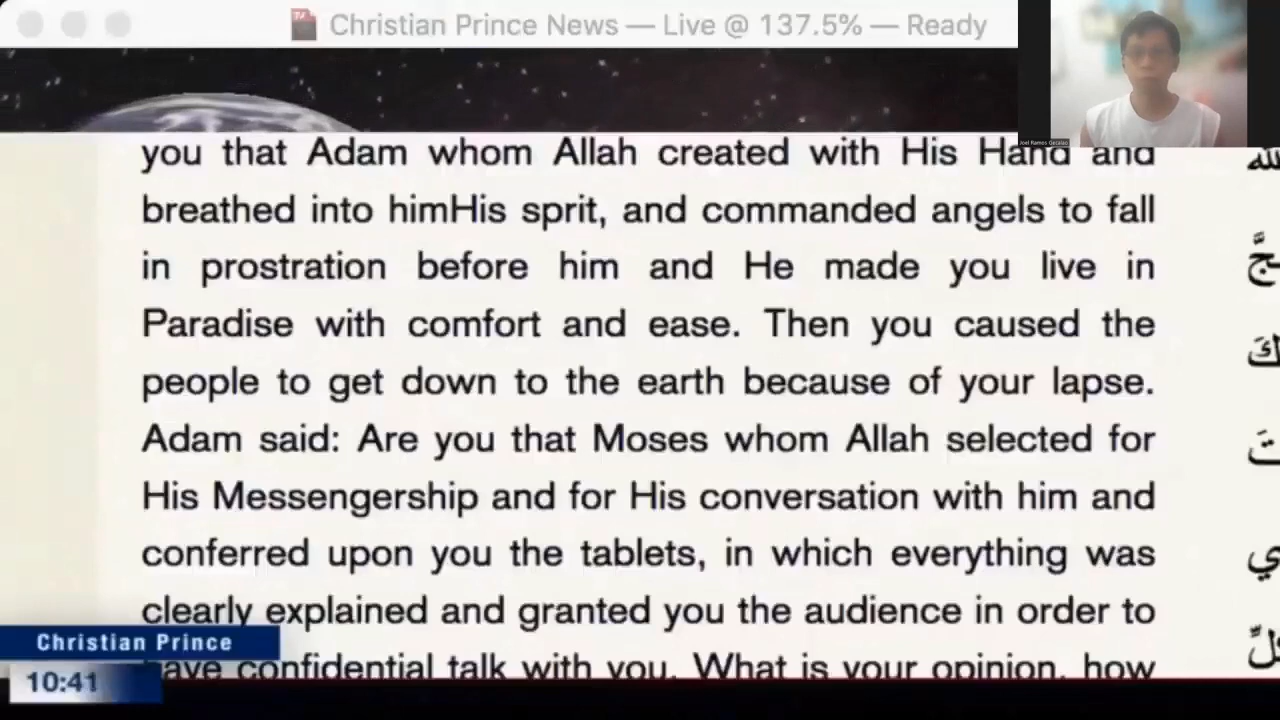 Christian Prince News — Live @ 137.5% — Ready
Joel Ramos Gacalao
you that Adam whom Allah created with His Hand and
breathed into himHis sprit, and commanded angels to fall
in prostration before him and He made you live in
Paradise with comfort and ease. Then you caused the
people to get down to the earth because of your lapse.
Adam said: Are you that Moses whom Allah selected for
His Messengership and for His conversation with him and
conferred upon you the tablets, in which everything was
clearly explained and granted you the audience in order to
have confidential talk with you. What is your opinion, how
Christian Prince
10:41